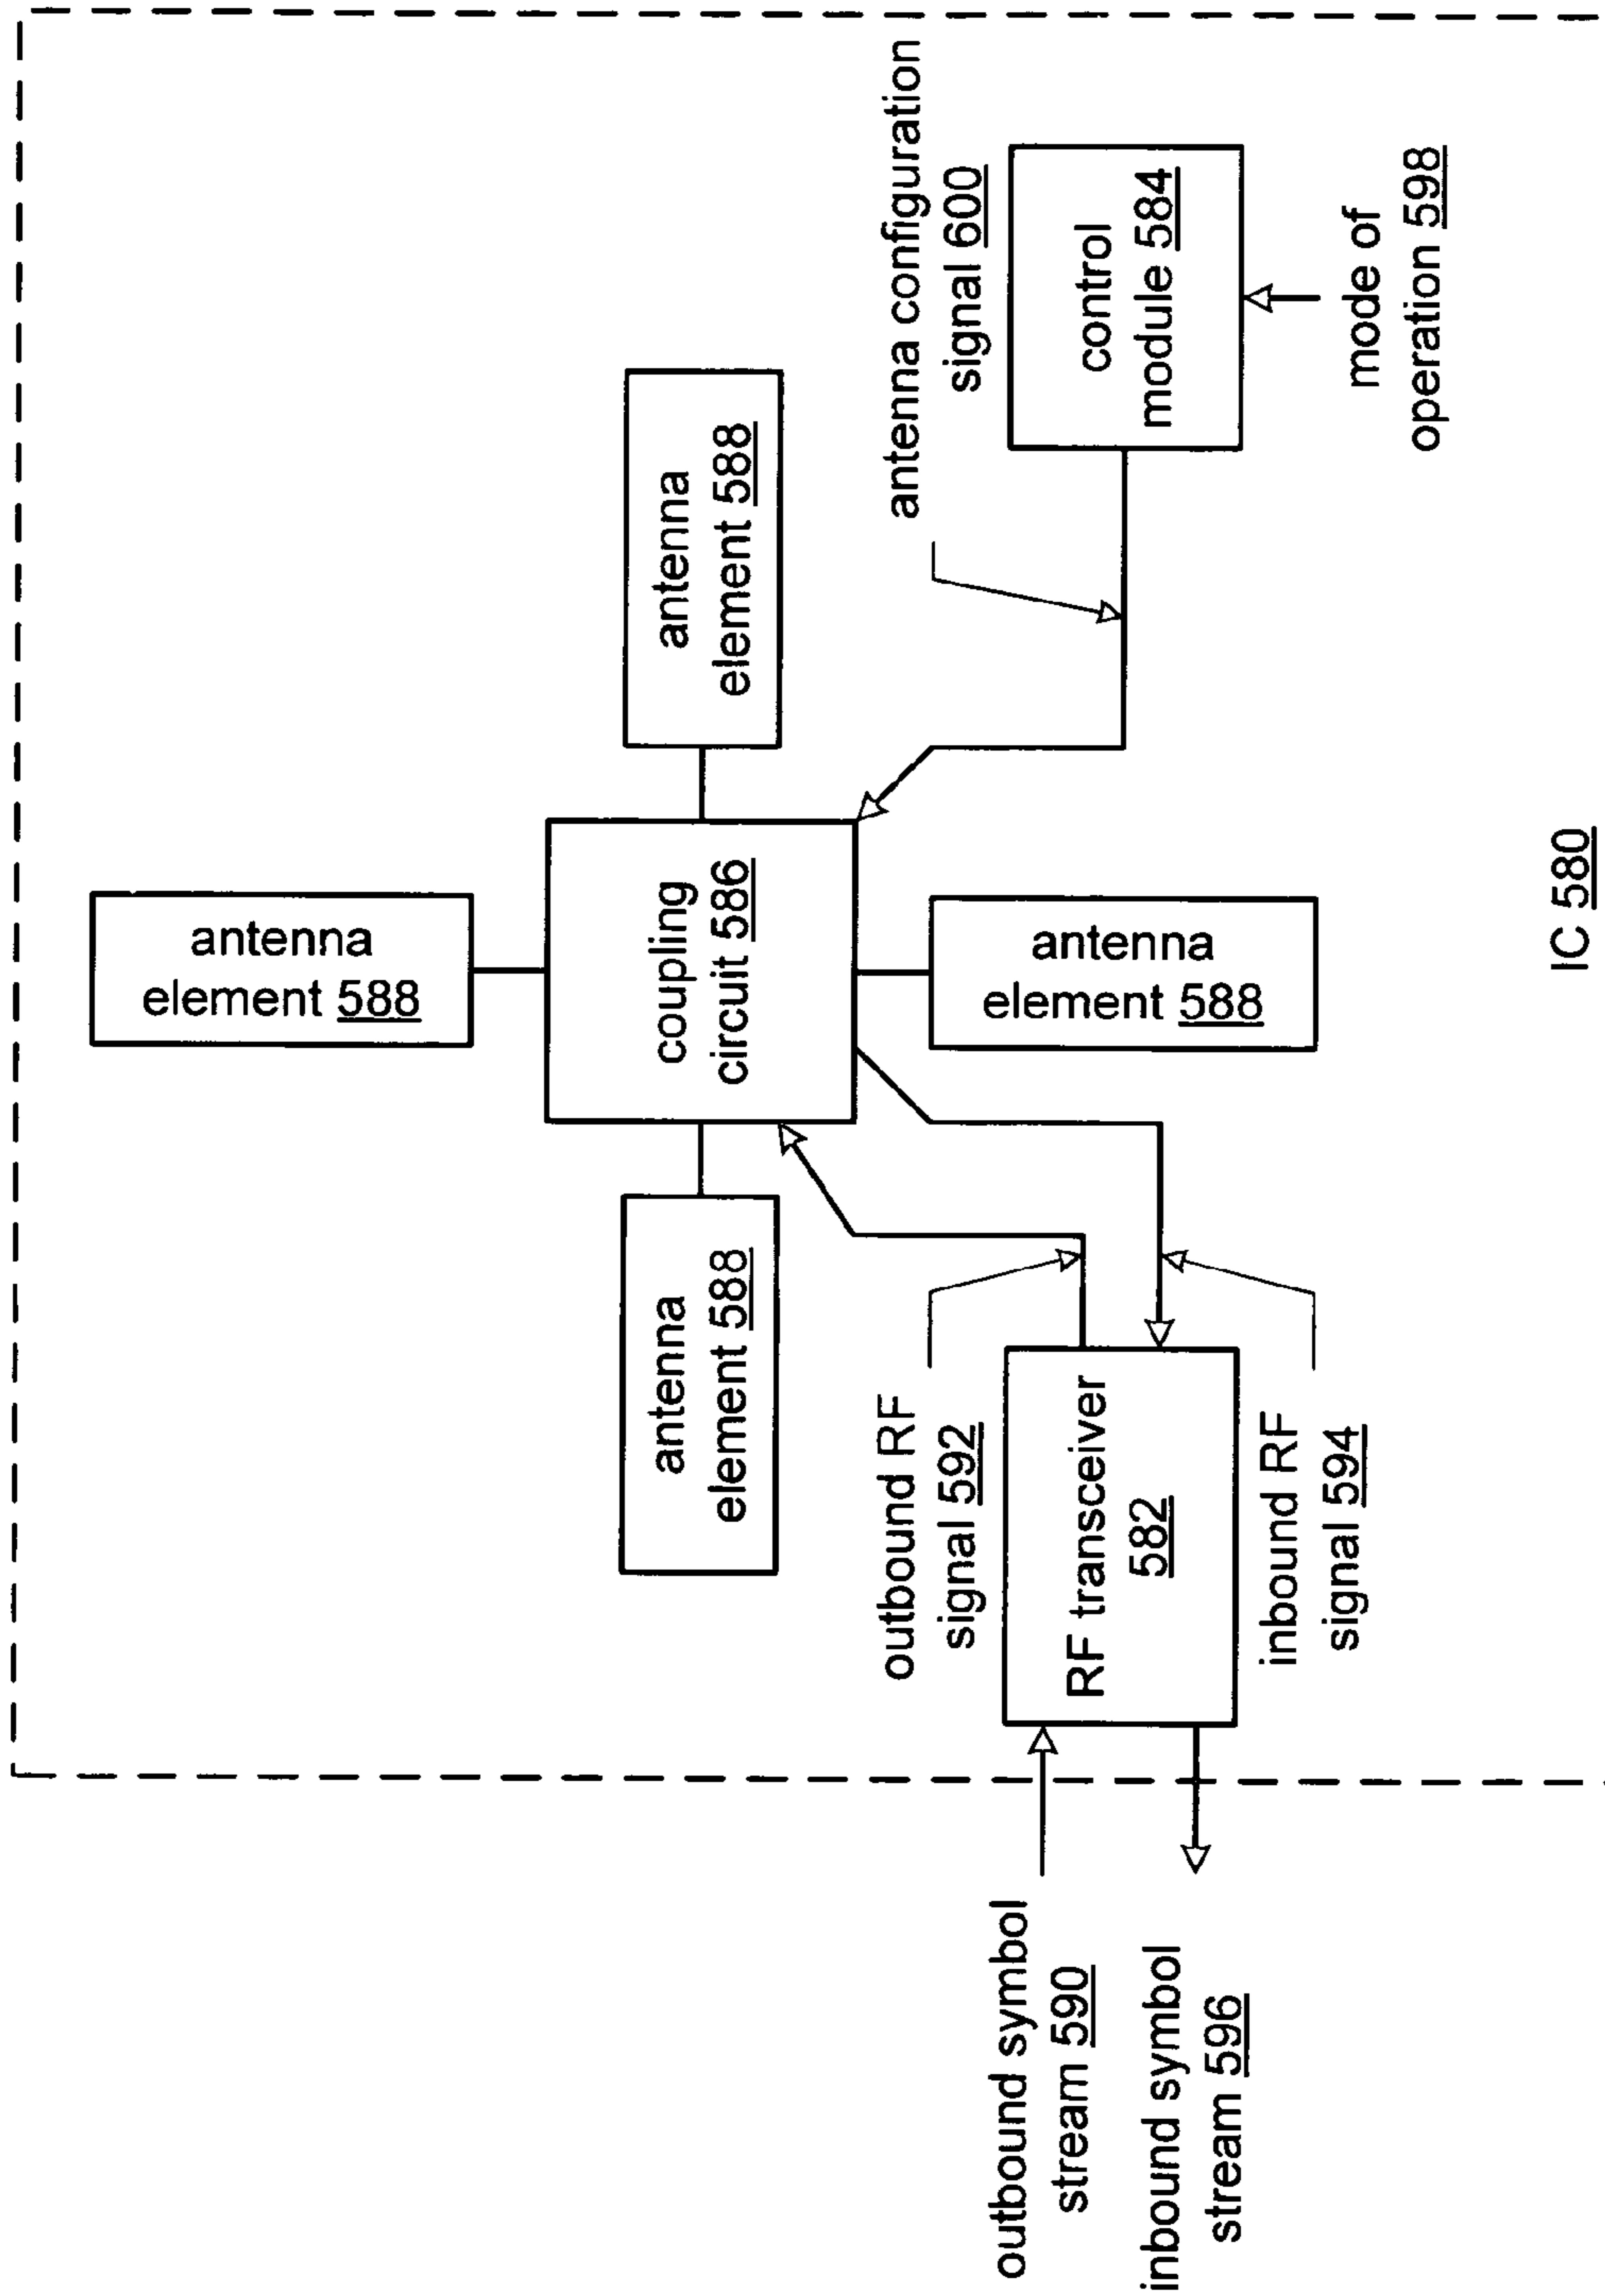 antenna
element 588
antenna
element 588
coupling
circuit 586
antenna
element 588
antenna
element 588
outbound RF
signal 592
antenna configuration
signal 600
outbound symbol
stream 590
inbound symbol
stream 596
RF transceiver
582
control
module 584
inbound RF
signal 594
mode of
operation 598
IC 580